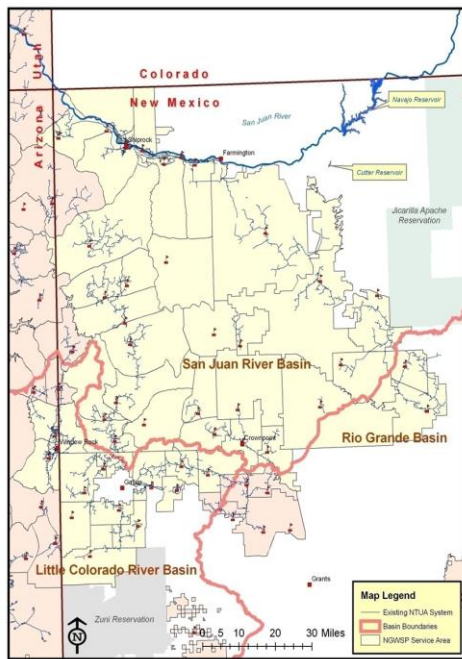 Utah
Colorado
New Mexico
Arizona
San Juan River
Navajo Reservoir
Shiprock
Farmington
Cutter Reservoir
Jicarilla Apache
Reservation
San Juan River Basin
Rio Grande Basin
Window Rock
Crownpoint
Gallup
Little Colorado River Basin
Zuni Reservation
Grants
Map Legend
Existing NTUA System
Basin Boundaries
NGWSP Service Area
N
0 5 10 20 30 Miles